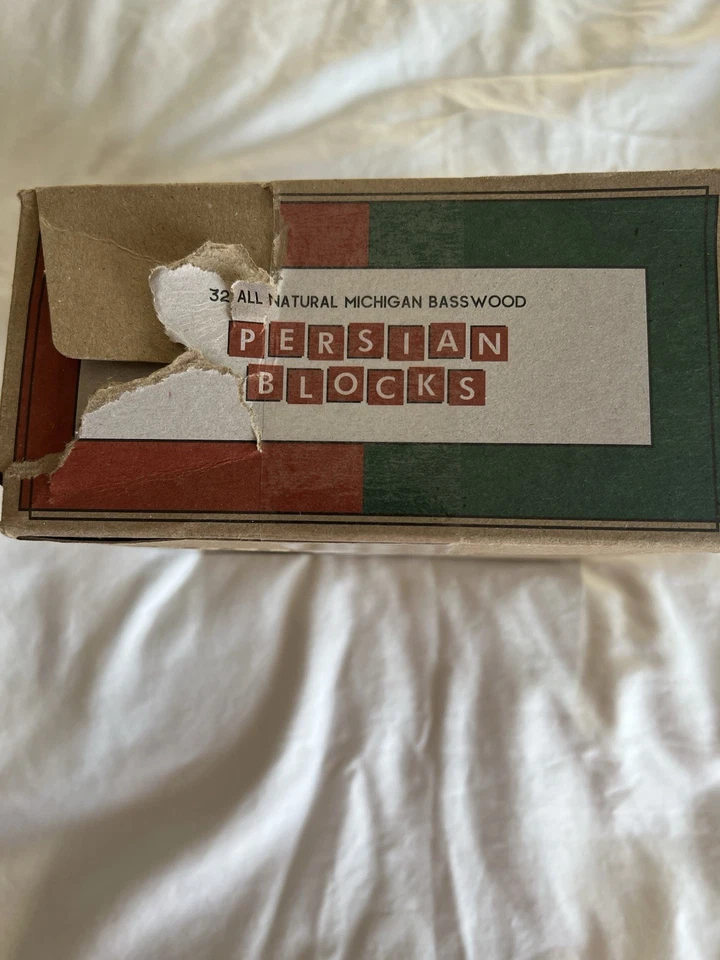 32 ALL NATURAL MICHIGAN BASSWOOD
PERSIAN
BLOCKS